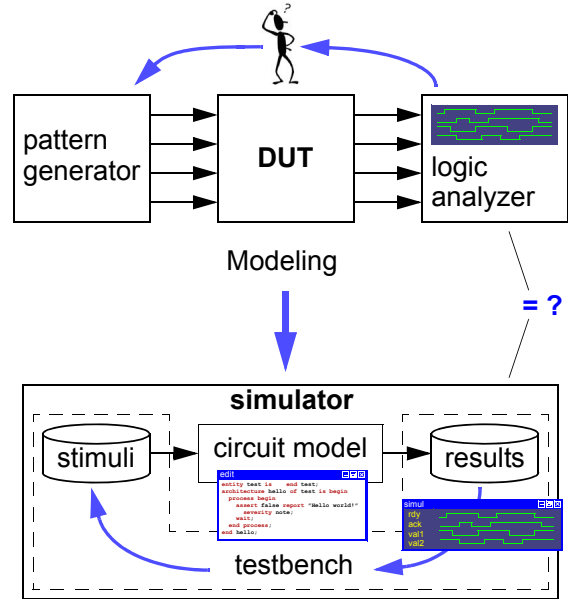 ?
pattern
generator
DUT
logic
analyzer
Modeling
= ?
simulator
stimuli
circuit model
results
edit
entity test is    end test;
architecture hello of test is begin
  process begin
    assert false report "Hello world!"
      severity note;
    wait;
  end process;
end hello;
simul
rdy
ack
val1
val2
testbench